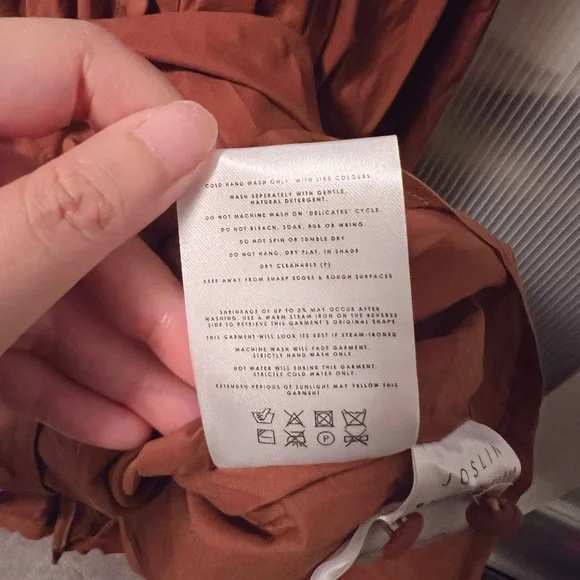 COLD HAND WASH ONLY. WITH LIKE COLOURS.
WASH SEPERATELY WITH GENTLE,
NATURAL DETERGENT.
DO NOT MACHINE WASH ON 'DELICATES' CYCLE.
DO NOT BLEACH, SOAK, RUB OR WRING.
DO NOT SPIN OR TUMBLE DRY
DO NOT HANG, DRY FLAT, IN SHADE
DRY CLEANABLE (P)
KEEP AWAY FROM SHARP EDGES & ROUGH SURFACES
SHRINKAGE OF UP TO 3% MAY OCCUR AFTER
WASHING. USE A WARM STEAM IRON ON THE REVERSE
SIDE TO RETRIEVE THIS GARMENT'S ORIGINAL SHAPE
THIS GARMENT WILL LOOK ITS BEST IF STEAM-IRONED
MACHINE WASH WILL FADE GARMENT.
STRICTLY HAND WASH ONLY.
HOT WATER WILL SHRINK THIS GARMENT.
STRICTLY COLD WATER ONLY.
EXTENDED PERIODS OF SUNLIGHT MAY YELLOW THIS
GARMENT
P